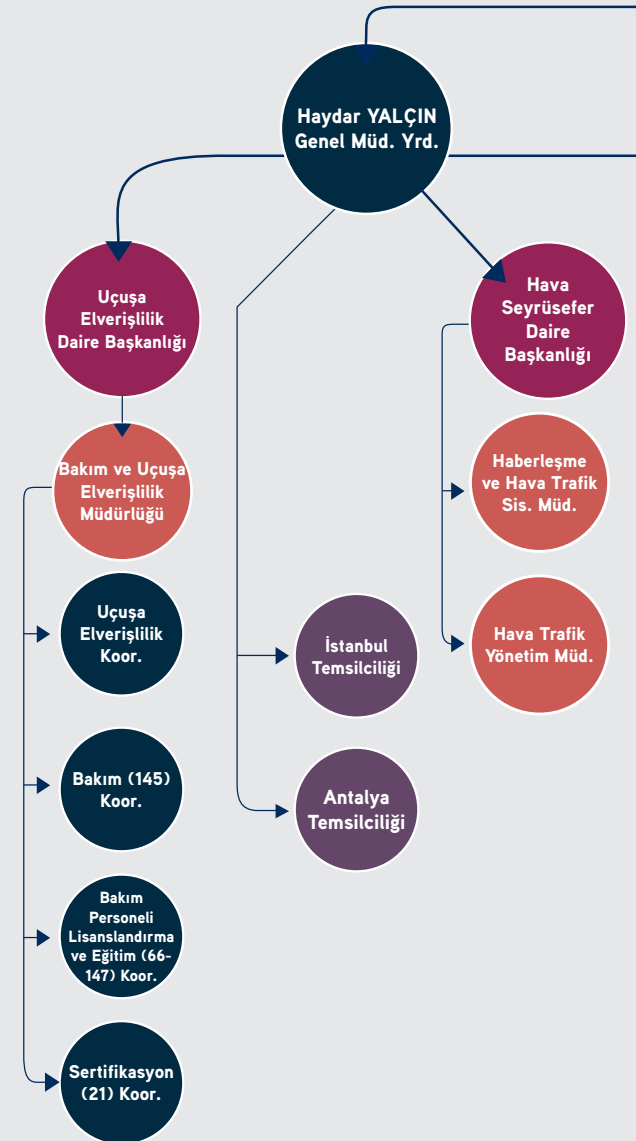 Haydar YALÇIN
Genel Müd. Yrd.
Uçuşa
Elverişlilik
Daire Başkanlığı
Hava
Seyrüsefer
Daire
Başkanlığı
Bakım ve Uçuşa
Elverişlilik
Müdürlüğü
Haberleşme
ve Hava Trafik
Sis. Müd.
Uçuşa
Elverişlilik
Koor.
İstanbul
Temsilciliği
Hava Trafik
Yönetim Müd.
Bakım (145)
Koor.
Antalya
Temsilciliği
Bakım
Personeli
Lisanslandırma
ve Eğitim (66-
147) Koor.
Sertifikasyon
(21) Koor.